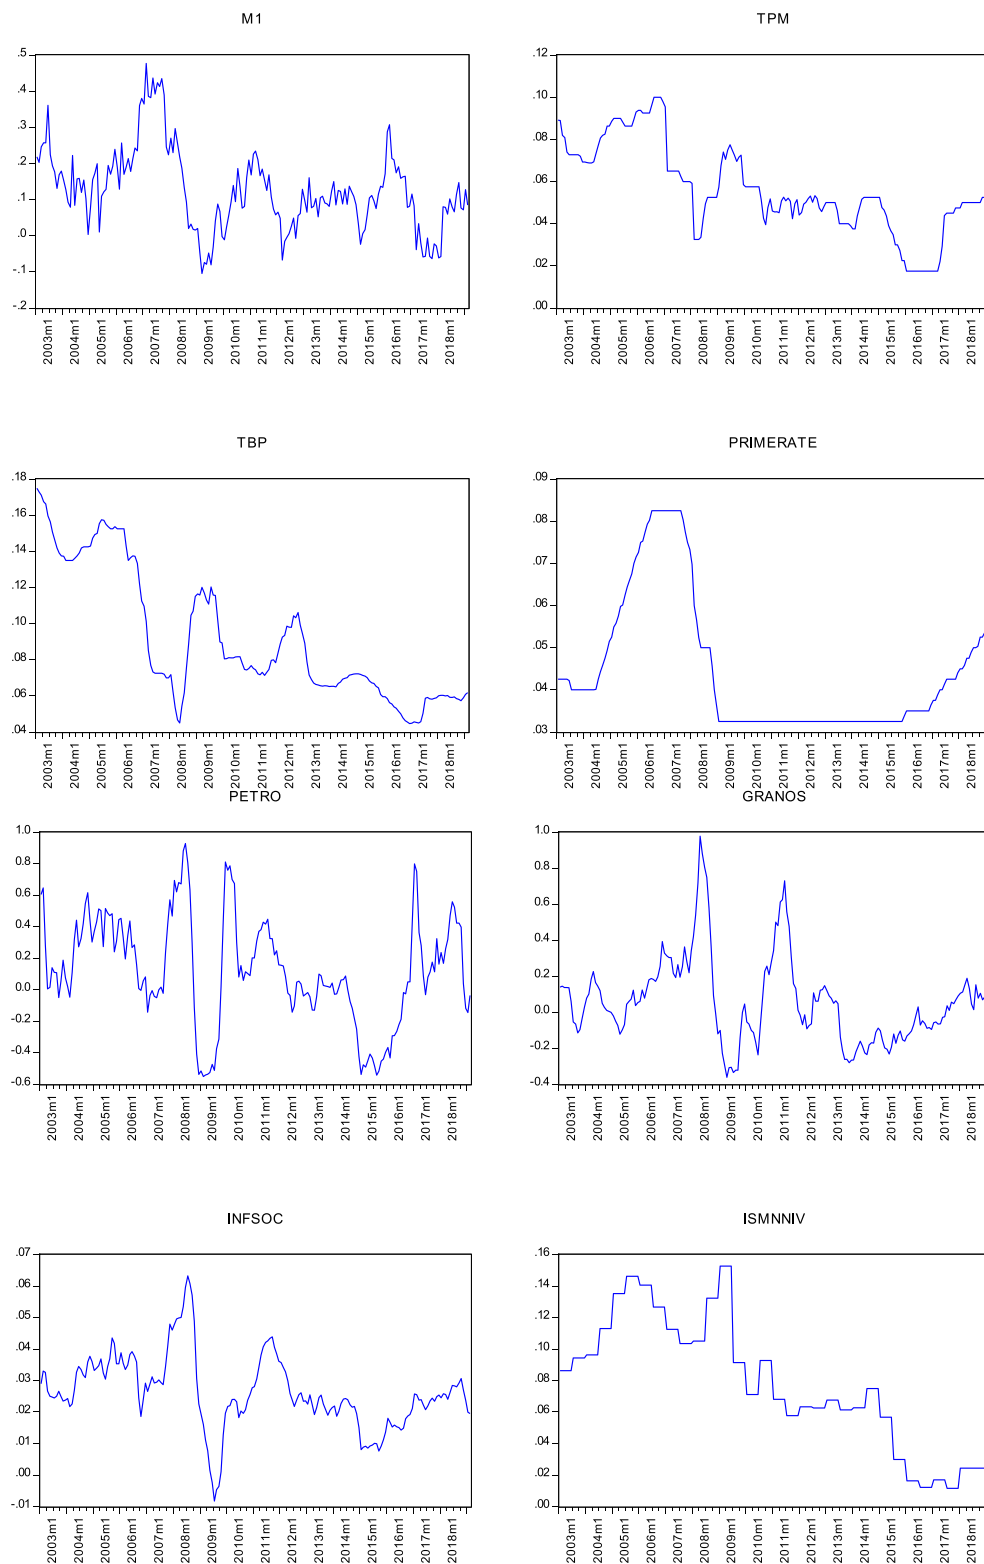 M1
.5
.4
.3
.2
.1
.0
-.1
-.2
2003m1
2004m1
2005m1
2006m1
2007m1
2008m1
2009m1
2010m1
2011m1
2012m1
2013m1
2014m1
2015m1
2016m1
2017m1
2018m1
TPM
.12
.10
.08
.06
.04
.02
.00
2003m1
2004m1
2005m1
2006m1
2007m1
2008m1
2009m1
2010m1
2011m1
2012m1
2013m1
2014m1
2015m1
2016m1
2017m1
2018m1
TBP
.18
.16
.14
.12
.10
.08
.06
.04
2003m1
2004m1
2005m1
2006m1
2007m1
2008m1
2009m1
2010m1
2011m1
2012m1
2013m1
2014m1
2015m1
2016m1
2017m1
2018m1
PRIMERATE
.09
.08
.07
.06
.05
.04
.03
2003m1
2004m1
2005m1
2006m1
2007m1
2008m1
2009m1
2010m1
2011m1
2012m1
2013m1
2014m1
2015m1
2016m1
2017m1
2018m1
PETRO
1.0
0.8
0.6
0.4
0.2
0.0
-0.2
-0.4
-0.6
2003m1
2004m1
2005m1
2006m1
2007m1
2008m1
2009m1
2010m1
2011m1
2012m1
2013m1
2014m1
2015m1
2016m1
2017m1
2018m1
GRANOS
1.0
0.8
0.6
0.4
0.2
0.0
-0.2
-0.4
2003m1
2004m1
2005m1
2006m1
2007m1
2008m1
2009m1
2010m1
2011m1
2012m1
2013m1
2014m1
2015m1
2016m1
2017m1
2018m1
INFSOC
.07
.06
.05
.04
.03
.02
.01
.00
-.01
2003m1
2004m1
2005m1
2006m1
2007m1
2008m1
2009m1
2010m1
2011m1
2012m1
2013m1
2014m1
2015m1
2016m1
2017m1
2018m1
ISMNNIV
.16
.14
.12
.10
.08
.06
.04
.02
.00
2003m1
2004m1
2005m1
2006m1
2007m1
2008m1
2009m1
2010m1
2011m1
2012m1
2013m1
2014m1
2015m1
2016m1
2017m1
2018m1